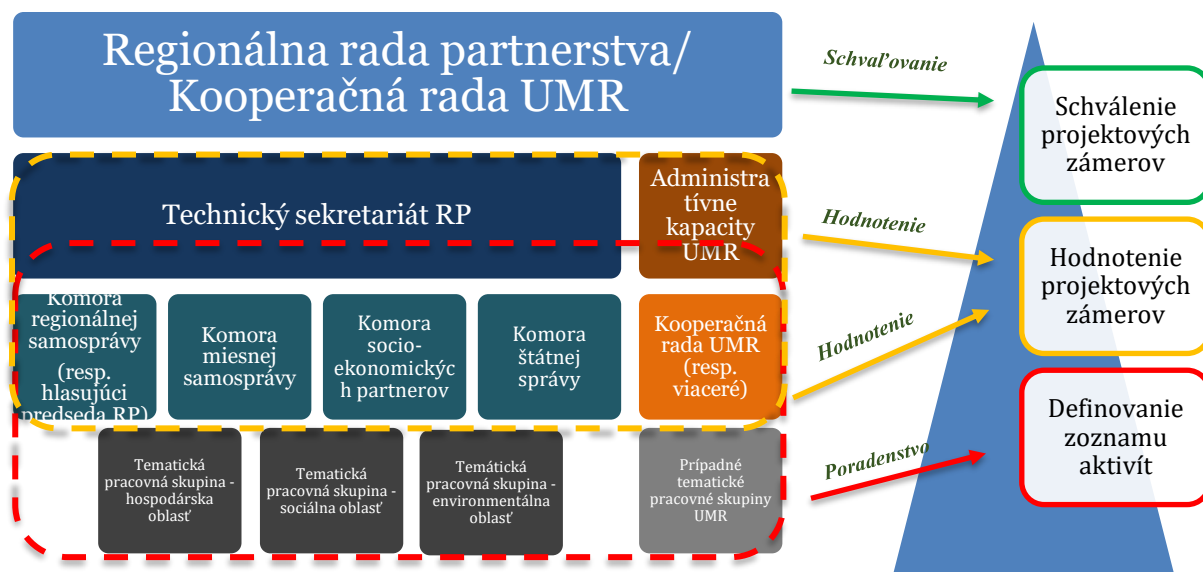 Regionálna rada partnerstva/
Kooperačná rada UMR
Technický sekretariát RP
Administra
tívne
kapacity
UMR
Komora
regionálnej
samosprávy
(resp.
hlasujúci
predseda RP)
Komora
miesnej
samosprávy
Komora
socio-
ekonomickýc
h partnerov
Komora
štátnej
správy
Kooperačná
rada UMR
(resp.
viaceré)
Tematická
pracovná skupina -
hospodárska
oblasť
Tematická
pracovná skupina -
sociálna oblasť
Temátická
pracovná skupina -
environmentálna
oblasť
Prípadné
tematické
pracovné skupiny
UMR
Schvaľovanie
Hodnotenie
Hodnotenie
Poradenstvo
Schválenie
projektových
zámerov
Hodnotenie
projektových
zámerov
Definovanie
zoznamu
aktivít